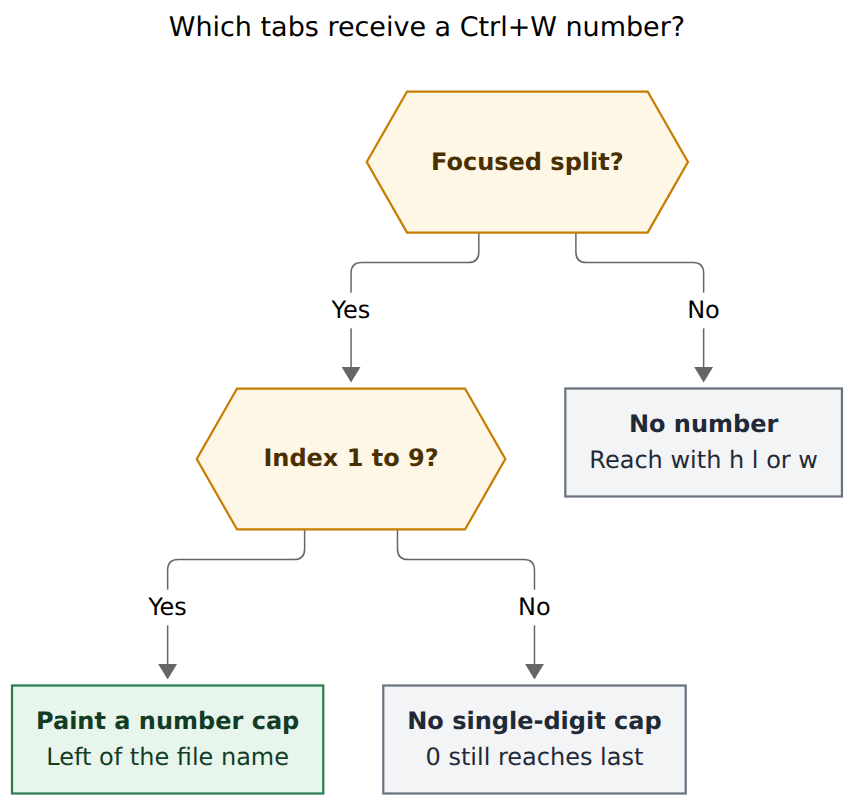 Which tabs receive a Ctrl+W number?
Focused split?
Yes
No
Index 1 to 9?
No number
Reach with h l or w
Yes
No
Paint a number cap
Left of the file name
No single-digit cap
0 still reaches last